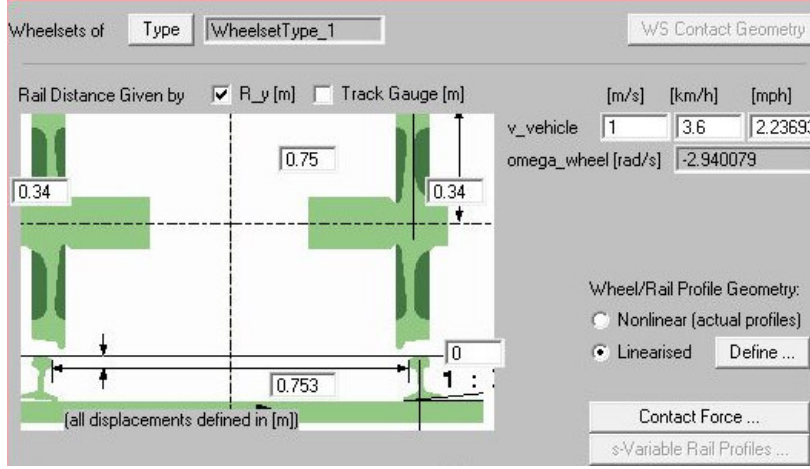 Wheelsets of Type WheelsetType_1 WS Contact Geometry
Rail Distance Given by R_y [m] Track Gauge [m] [m/s] [km/h] [mph]
v_vehicle 1 3.6 2.2369
0.75
omega_wheel [rad/s] -2.940079
0.34 0.34
Wheel/Rail Profile Geometry:
Nonlinear (actual profiles)
0 Linearised Define ...
0.753 1 :
(all displacements defined in [m]) Contact Force ...
s-Variable Rail Profiles ...